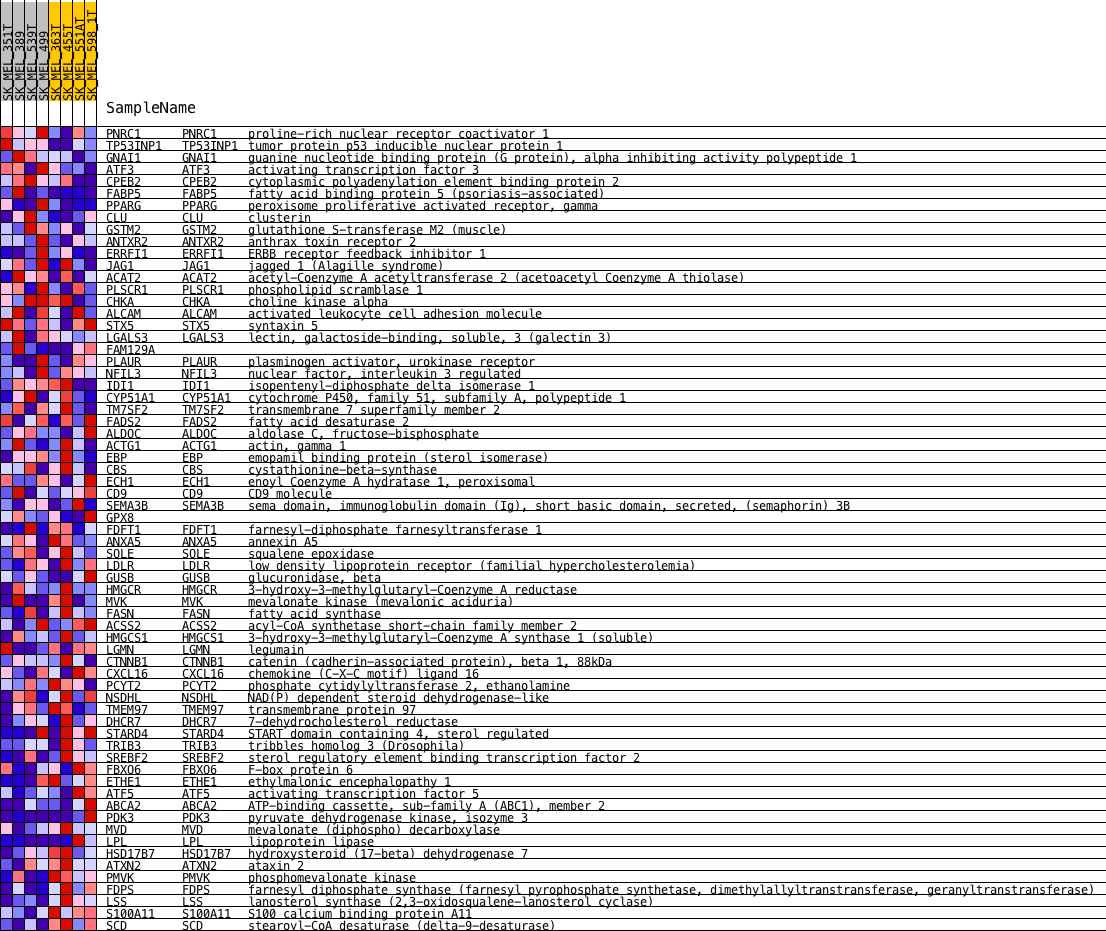 SK_MEL_351T
SK_MEL_389
SK_MEL_539T
SK_MEL_499
SK_MEL_363T
SK_MEL_455T
SK_MEL_551AT
SK_MEL_598_1T
SampleName
PNRC1 PNRC1 proline-rich nuclear receptor coactivator 1
TP53INP1 TP53INP1 tumor protein p53 inducible nuclear protein 1
GNAI1 GNAI1 guanine nucleotide binding protein (G protein), alpha inhibiting activity polypeptide 1
ATF3 ATF3 activating transcription factor 3
CPEB2 CPEB2 cytoplasmic polyadenylation element binding protein 2
FABP5 FABP5 fatty acid binding protein 5 (psoriasis-associated)
PPARG PPARG peroxisome proliferative activated receptor, gamma
CLU CLU clusterin
GSTM2 GSTM2 glutathione S-transferase M2 (muscle)
ANTXR2 ANTXR2 anthrax toxin receptor 2
ERRFI1 ERRFI1 ERBB receptor feedback inhibitor 1
JAG1 JAG1 jagged 1 (Alagille syndrome)
ACAT2 ACAT2 acetyl-Coenzyme A acetyltransferase 2 (acetoacetyl Coenzyme A thiolase)
PLSCR1 PLSCR1 phospholipid scramblase 1
CHKA CHKA choline kinase alpha
ALCAM ALCAM activated leukocyte cell adhesion molecule
STX5 STX5 syntaxin 5
LGALS3 LGALS3 lectin, galactoside-binding, soluble, 3 (galectin 3)
FAM129A
PLAUR PLAUR plasminogen activator, urokinase receptor
NFIL3 NFIL3 nuclear factor, interleukin 3 regulated
IDI1 IDI1 isopentenyl-diphosphate delta isomerase 1
CYP51A1 CYP51A1 cytochrome P450, family 51, subfamily A, polypeptide 1
TM7SF2 TM7SF2 transmembrane 7 superfamily member 2
FADS2 FADS2 fatty acid desaturase 2
ALDOC ALDOC aldolase C, fructose-bisphosphate
ACTG1 ACTG1 actin, gamma 1
EBP EBP emopamil binding protein (sterol isomerase)
CBS CBS cystathionine-beta-synthase
ECH1 ECH1 enoyl Coenzyme A hydratase 1, peroxisomal
CD9 CD9 CD9 molecule
SEMA3B SEMA3B sema domain, immunoglobulin domain (Ig), short basic domain, secreted, (semaphorin) 3B
GPX8
FDFT1 FDFT1 farnesyl-diphosphate farnesyltransferase 1
ANXA5 ANXA5 annexin A5
SQLE SQLE squalene epoxidase
LDLR LDLR low density lipoprotein receptor (familial hypercholesterolemia)
GUSB GUSB glucuronidase, beta
HMGCR HMGCR 3-hydroxy-3-methylglutaryl-Coenzyme A reductase
MVK MVK mevalonate kinase (mevalonic aciduria)
FASN FASN fatty acid synthase
ACSS2 ACSS2 acyl-CoA synthetase short-chain family member 2
HMGCS1 HMGCS1 3-hydroxy-3-methylglutaryl-Coenzyme A synthase 1 (soluble)
LGMN LGMN legumain
CTNNB1 CTNNB1 catenin (cadherin-associated protein), beta 1, 88kDa
CXCL16 CXCL16 chemokine (C-X-C motif) ligand 16
PCYT2 PCYT2 phosphate cytidylyltransferase 2, ethanolamine
NSDHL NSDHL NAD(P) dependent steroid dehydrogenase-like
TMEM97 TMEM97 transmembrane protein 97
DHCR7 DHCR7 7-dehydrocholesterol reductase
STARD4 STARD4 START domain containing 4, sterol regulated
TRIB3 TRIB3 tribbles homolog 3 (Drosophila)
SREBF2 SREBF2 sterol regulatory element binding transcription factor 2
FBXO6 FBXO6 F-box protein 6
ETHE1 ETHE1 ethylmalonic encephalopathy 1
ATF5 ATF5 activating transcription factor 5
ABCA2 ABCA2 ATP-binding cassette, sub-family A (ABC1), member 2
PDK3 PDK3 pyruvate dehydrogenase kinase, isozyme 3
MVD MVD mevalonate (diphospho) decarboxylase
LPL LPL lipoprotein lipase
HSD17B7 HSD17B7 hydroxysteroid (17-beta) dehydrogenase 7
ATXN2 ATXN2 ataxin 2
PMVK PMVK phosphomevalonate kinase
FDPS FDPS farnesyl diphosphate synthase (farnesyl pyrophosphate synthetase, dimethylallyltranstransferase, geranyltranstransferase)
LSS LSS lanosterol synthase (2,3-oxidosqualene-lanosterol cyclase)
S100A11 S100A11 S100 calcium binding protein A11
SCD SCD stearoyl-CoA desaturase (delta-9-desaturase)